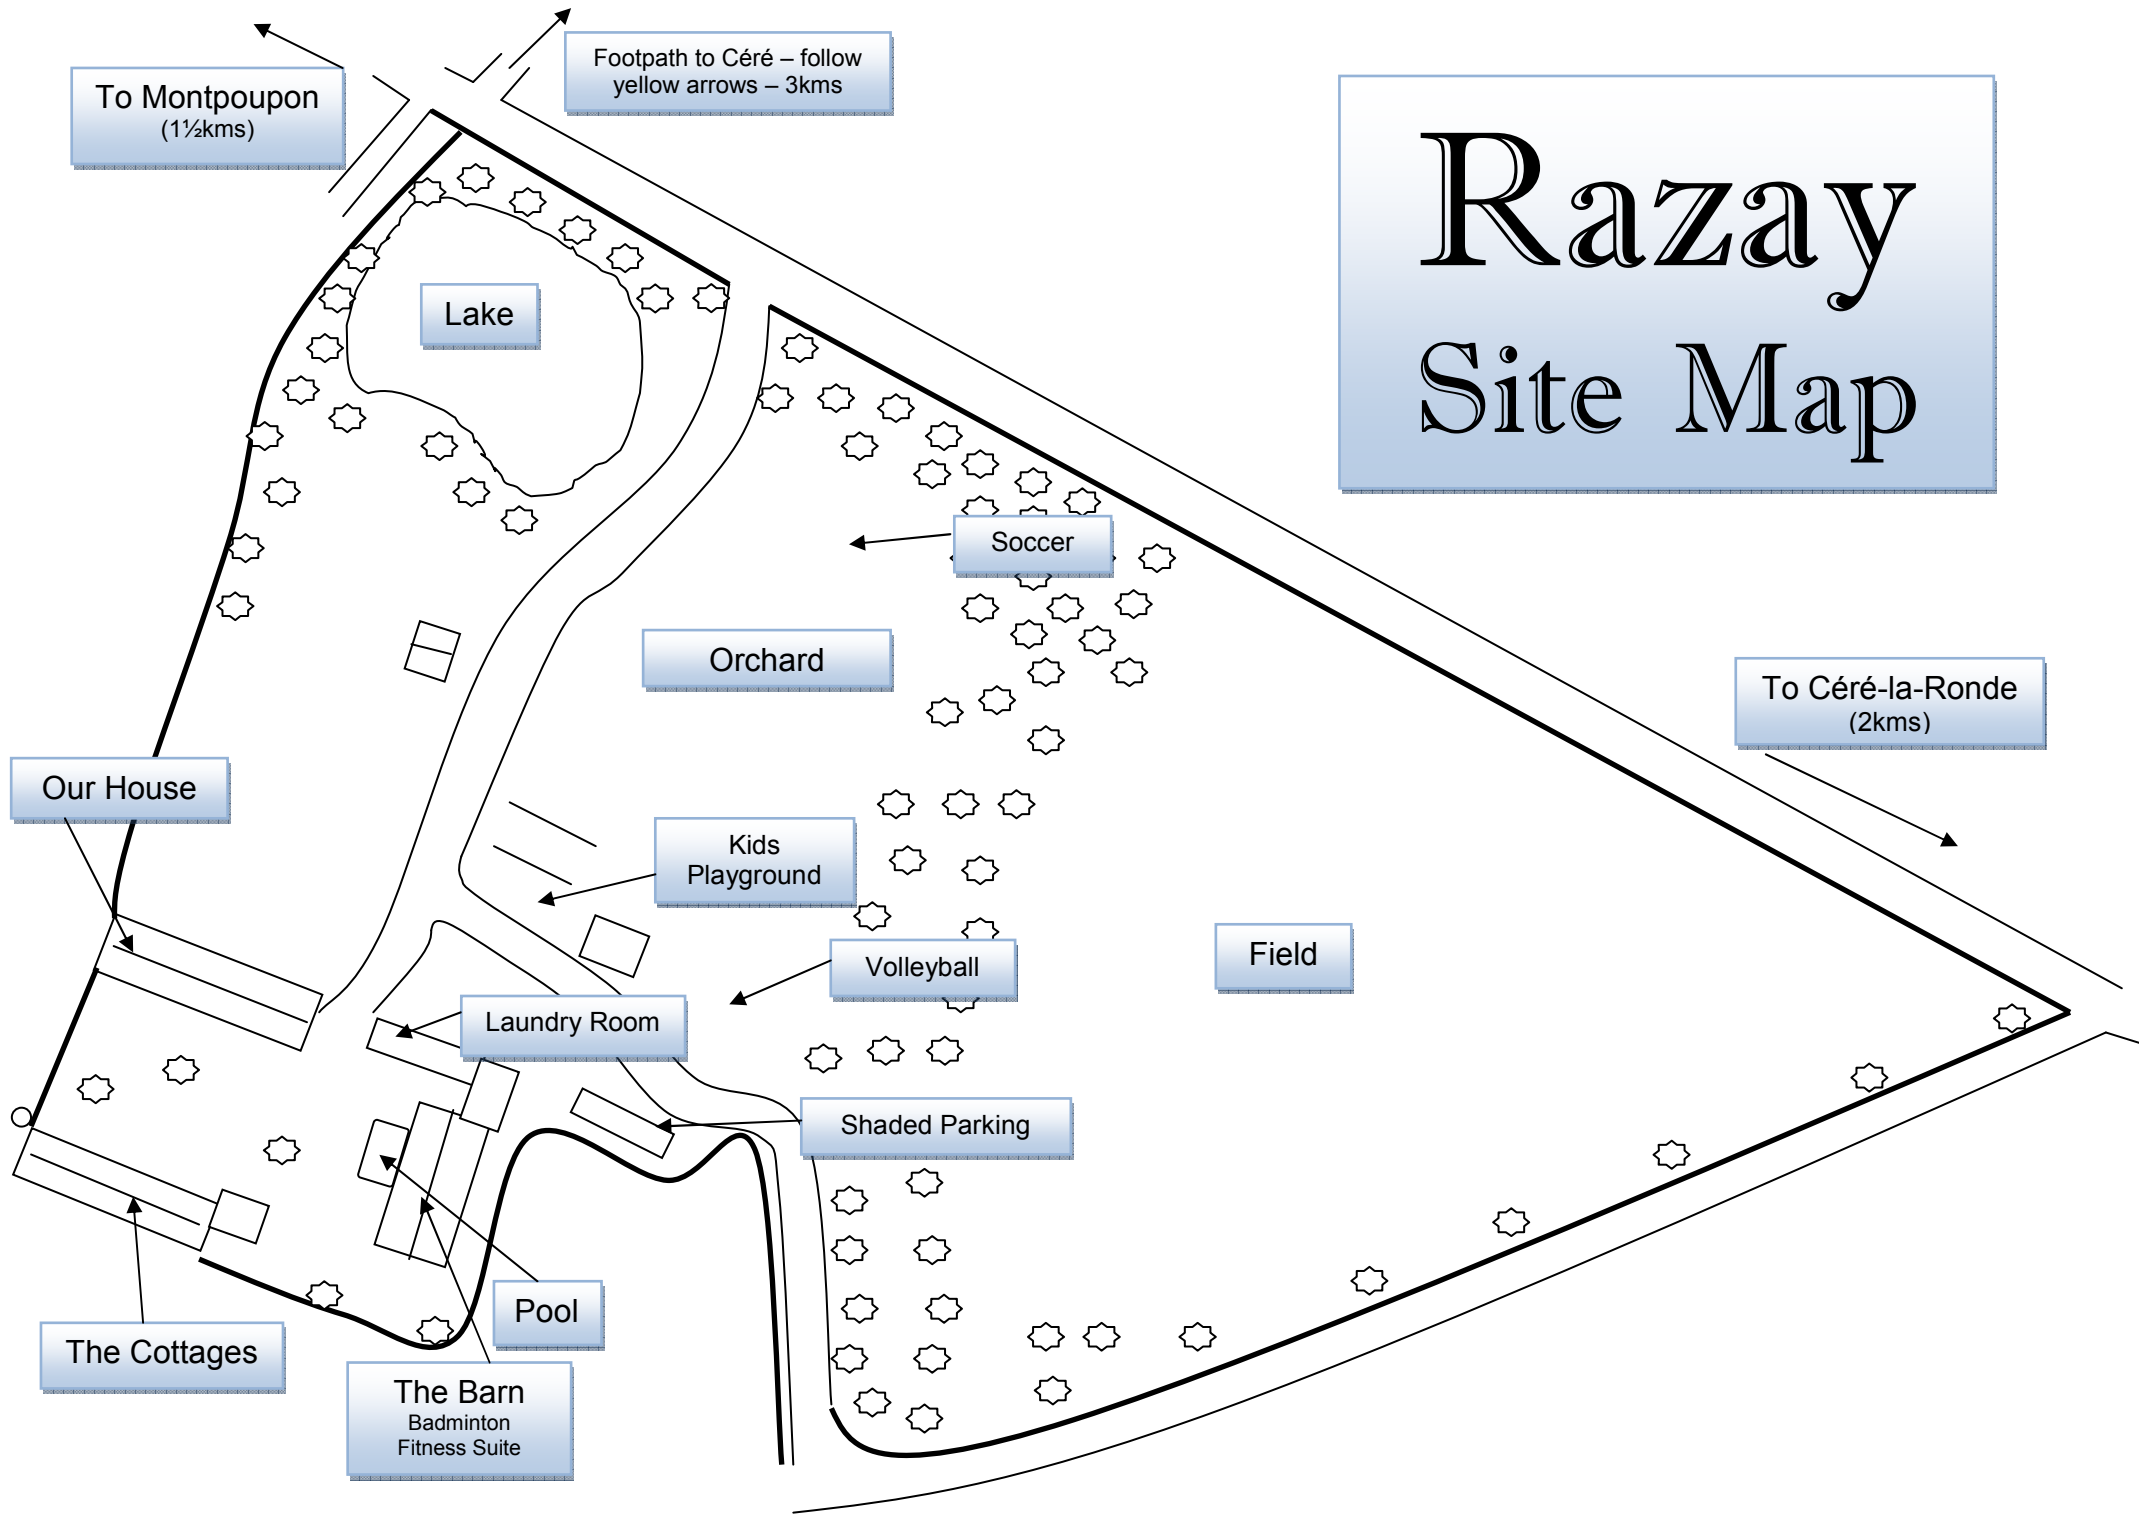 Footpath to Céré – follow
yellow arrows – 3kms
To Montpoupon
(1½kms)
Razay
Site Map
Lake
Soccer
Orchard
To Céré-la-Ronde
(2kms)
Our House
Kids
Playground
Field
Volleyball
Laundry Room
Shaded Parking
Pool
The Cottages
The Barn
Badminton
Fitness Suite